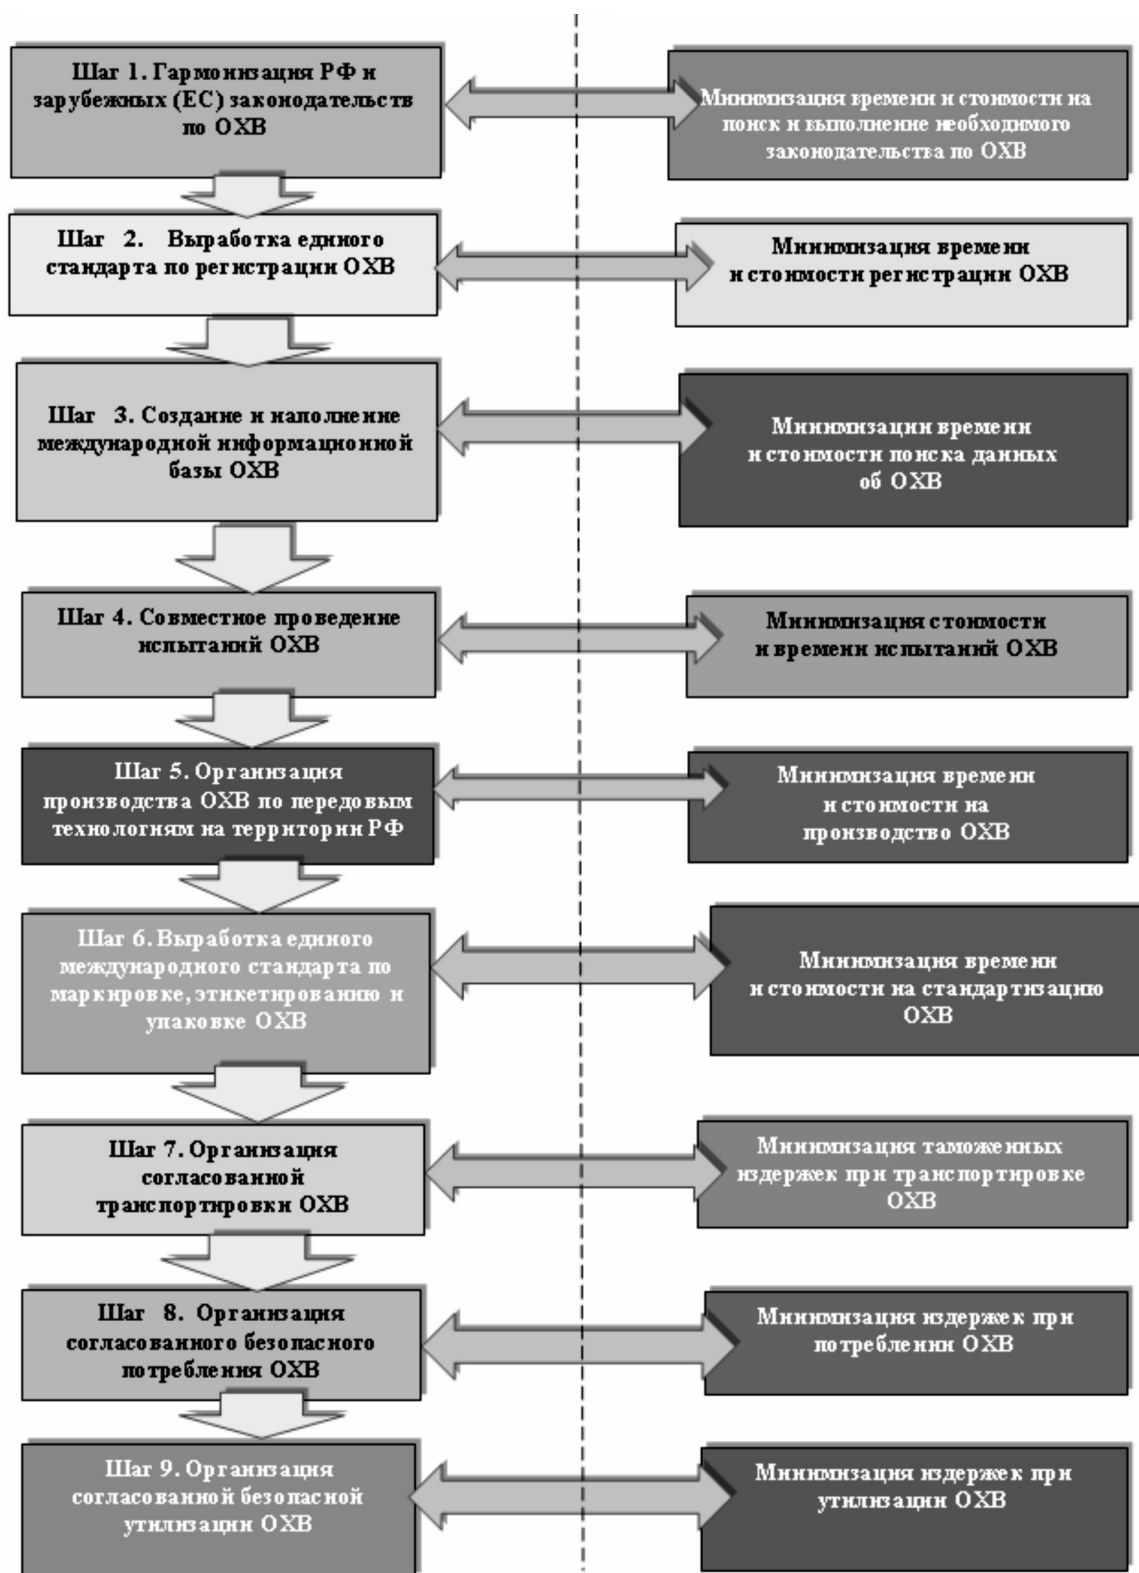 Шаг 1. Гармонизация РФ и
зарубежных (ЕС) законодательств
по ОХВ
Минимизация времени и стоимости на
поиск и выполнение необходимого
законодательства по ОХВ
Шаг 2. Выработка единого
стандарта по регистрации ОХВ
Минимизация времени
и стоимости регистрации ОХВ
Шаг 3. Создание и наполнение
международной информационной
базы ОХВ
Минимизации времени
и стоимости поиска данных
об ОХВ
Шаг 4. Совместное проведение
испытаний ОХВ
Минимизация стоимости
и времени испытаний ОХВ
Шаг 5. Организация
производства ОХВ по передовым
технологиям на территории РФ
Минимизация времени
и стоимости на
производство ОХВ
Шаг 6. Выработка единого
международного стандарта по
маркировке, этикетированию и
упаковке ОХВ
Минимизация времени
и стоимости на стандартизацию
ОХВ
Шаг 7. Организация
согласованной
транспортировки ОХВ
Минимизация таможенных
издержек при транспортировке
ОХВ
Шаг 8. Организация
согласованного безопасного
потребления ОХВ
Минимизация издержек при
потреблении ОХВ
Шаг 9. Организация
согласованной безопасной
утилизации ОХВ
Минимизация издержек при
утилизации ОХВ